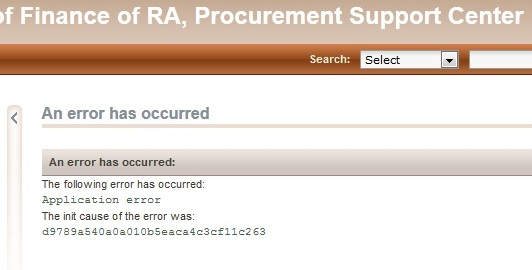 of Finance of RA, Procurement Support Center
Search: Select
An error has occurred
An error has occurred:
The following error has occurred:
Application error
The init cause of the error was:
d9789a540a0a010b5eaca4c3cf11c263